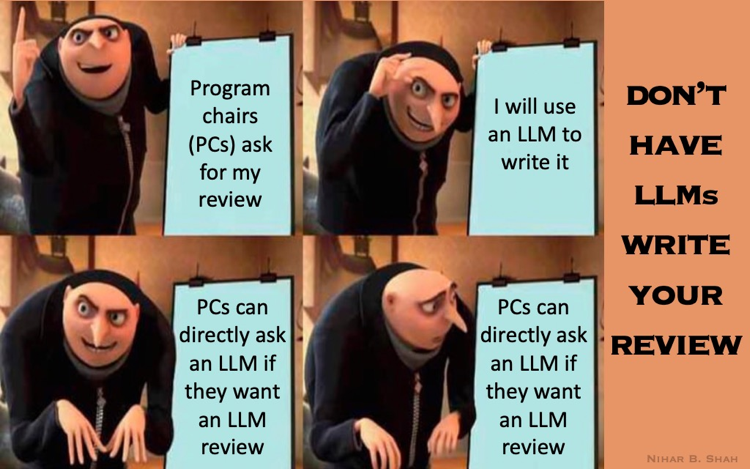 Program
chairs
(PCs) ask
for my
review
I will use
an LLM to
write it
PCs can
directly ask
an LLM if
they want
an LLM
review
PCs can
directly ask
an LLM if
they want
an LLM
review
DON'T
HAVE
LLMs
WRITE
YOUR
REVIEW
NIHAR B. SHAH